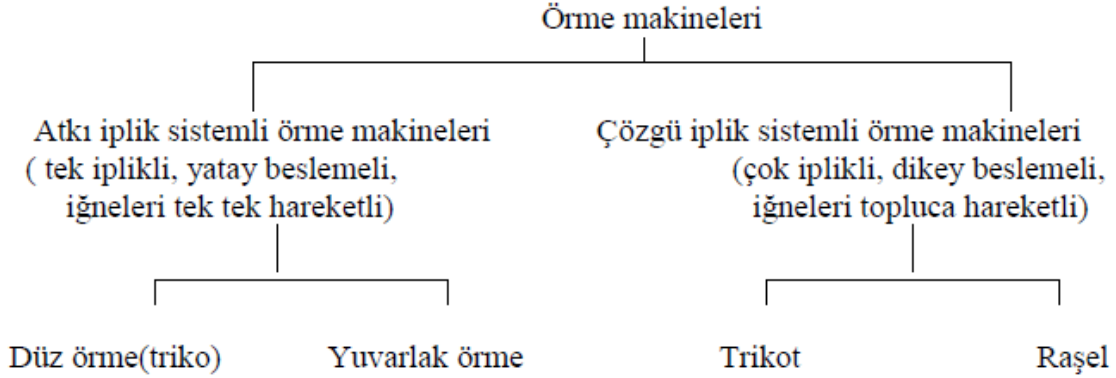 Örme makineleri
Atkı iplik sistemli örme makineleri
( tek iplikli, yatay beslemeli,
iğneleri tek tek hareketli)
Çözgü iplik sistemli örme makineleri
(çok iplikli, dikey beslemeli,
iğneleri topluca hareketli)
Düz örme(triko)
Yuvarlak örme
Trikot
Raşel